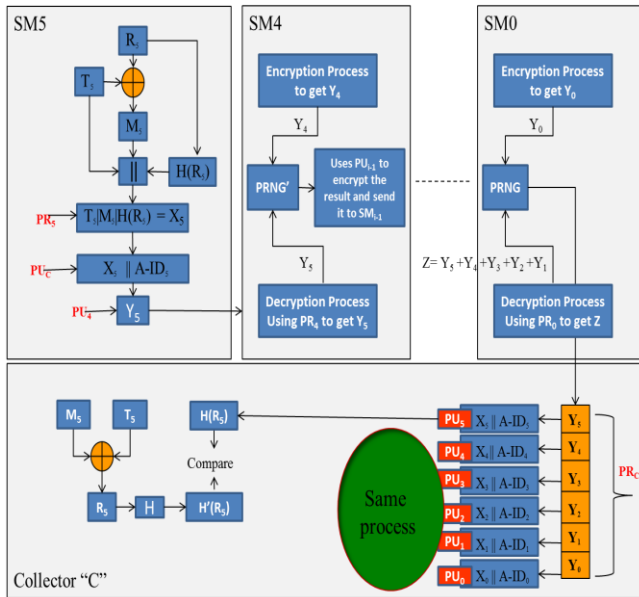 SM5
R₅
T₅
M₅
||
H(R₅)
PR₅
T₅|M₅|H(R₅) = X₅
PU_C
X₅ || A-ID₅
PU₄
Y₅
SM4
Encryption Process
to get Y₄
Y₄
PRNG'
Uses PUᵢ₋₁ to
encrypt the
result and send
it to SMᵢ₋₁
Y₅
Decryption Process
Using PR₄ to get Y₅
SM0
Encryption Process
to get Y₀
Y₀
PRNG
Z= Y₅ +Y₄+ Y₃ +Y₂ +Y₁
Decryption Process
Using PR₀ to get Z
M₅
T₅
R₅
H
H'(R₅)
Compare
H(R₅)
PU₅
X₅ || A-ID₅
Y₅
PU₄
X₄ || A-ID₄
Y₄
PU₃
X₃ || A-ID₃
Y₃
PU₂
X₂ || A-ID₂
Y₂
PU₁
X₅ || A-ID₁
Y₁
PU₀
X₀ || A-ID₀
Y₀
PR_C
Same
process
Collector “C”